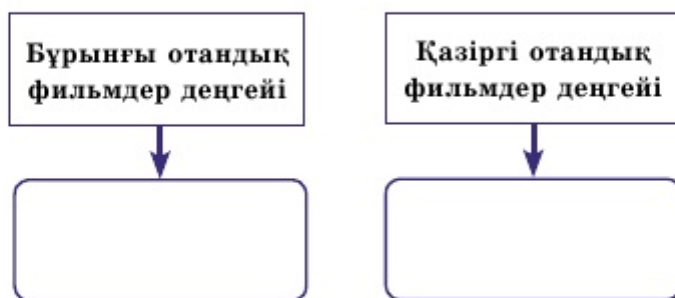 Бұрынғы отандық
фильмдер деңгейі
Қазіргі отандық
фильмдер деңгейі